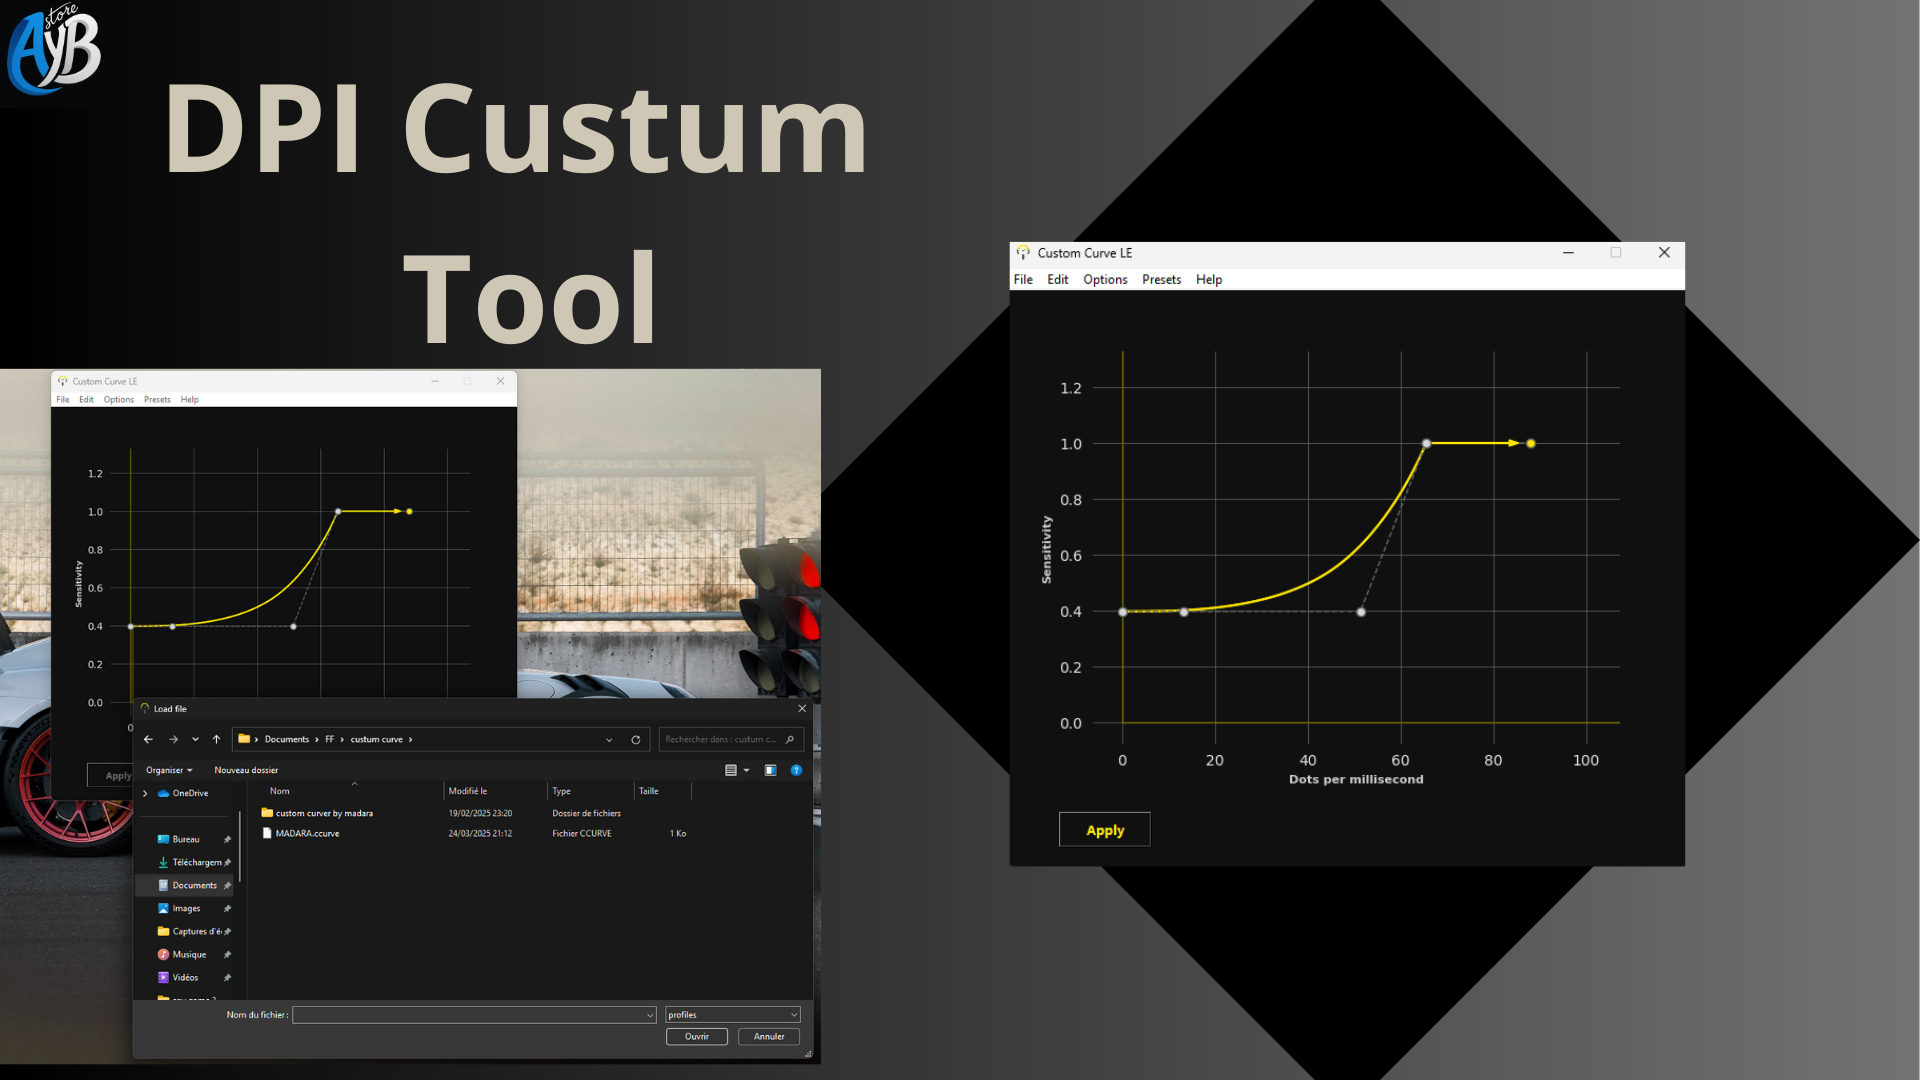 store
AyB
DPI Custum
Tool
Custom Curve LE
File Edit Options Presets Help
1.2
1.0
0.8
0.6
0.4
0.2
0.0
Sensitivity
0
Apply
Load file
Documents FF custum curve
Rechercher dans : custum c...
Organiser
Nouveau dossier
Nom Modifié le Type Taille
OneDrive
custom curver by madara 19/02/2025 23:20 Dossier de fichiers
MADARA.ccurve 24/03/2025 21:12 Fichier CCURVE 1 Ko
Bureau
Téléchargem
Documents
Images
Captures d'é
Musique
Vidéos
Nom du fichier :
profiles
Ouvrir
Annuler
Custom Curve LE
File Edit Options Presets Help
1.2
1.0
0.8
0.6
0.4
0.2
0.0
Sensitivity
0 20 40 60 80 100
Dots per millisecond
Apply